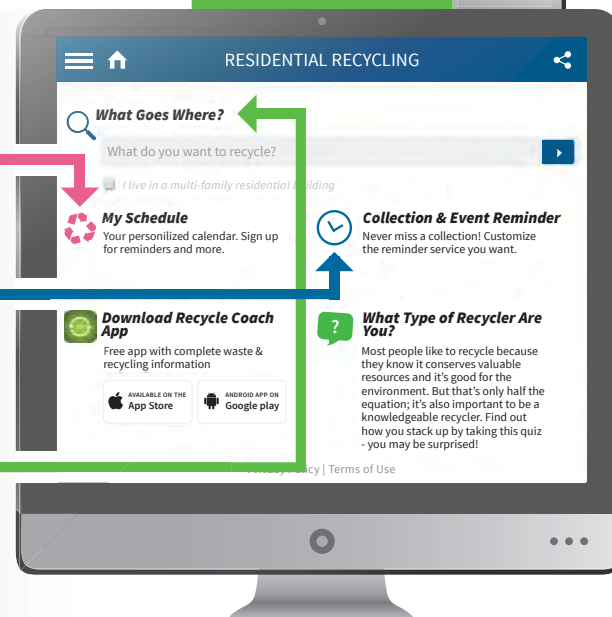 RESIDENTIAL RECYCLING
What Goes Where?
What do you want to recycle?
I live in a multi-family residential building
My Schedule
Your personilized calendar. Sign up
for reminders and more.
Collection & Event Reminder
Never miss a collection! Customize
the reminder service you want.
Download Recycle Coach
App
Free app with complete waste &
recycling information
AVAILABLE ON THE
App Store
ANDROID APP ON
Google play
?
What Type of Recycler Are
You?
Most people like to recycle because
they know it conserves valuable
resources and it's good for the
environment. But that's only half the
equation; it's also important to be a
knowledgeable recycler. Find out
how you stack up by taking this quiz
- you may be surprised!
Privacy Policy | Terms of Use